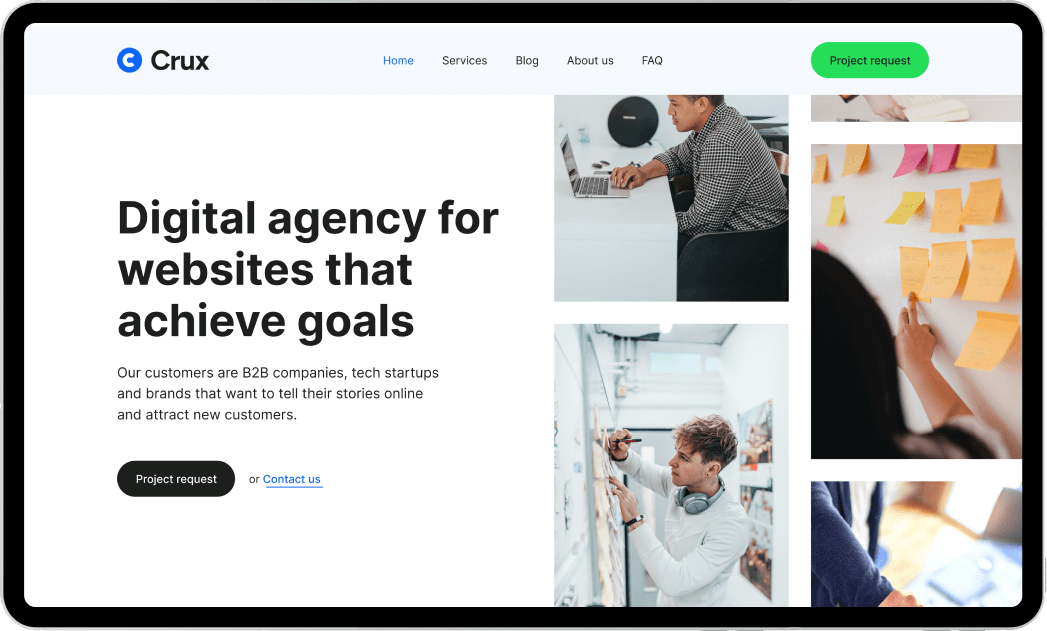 Crux
Home Services Blog About us FAQ
Project request
Digital agency for
websites that
achieve goals
Our customers are B2B companies, tech startups
and brands that want to tell their stories online
and attract new customers.
Project request or Contact us